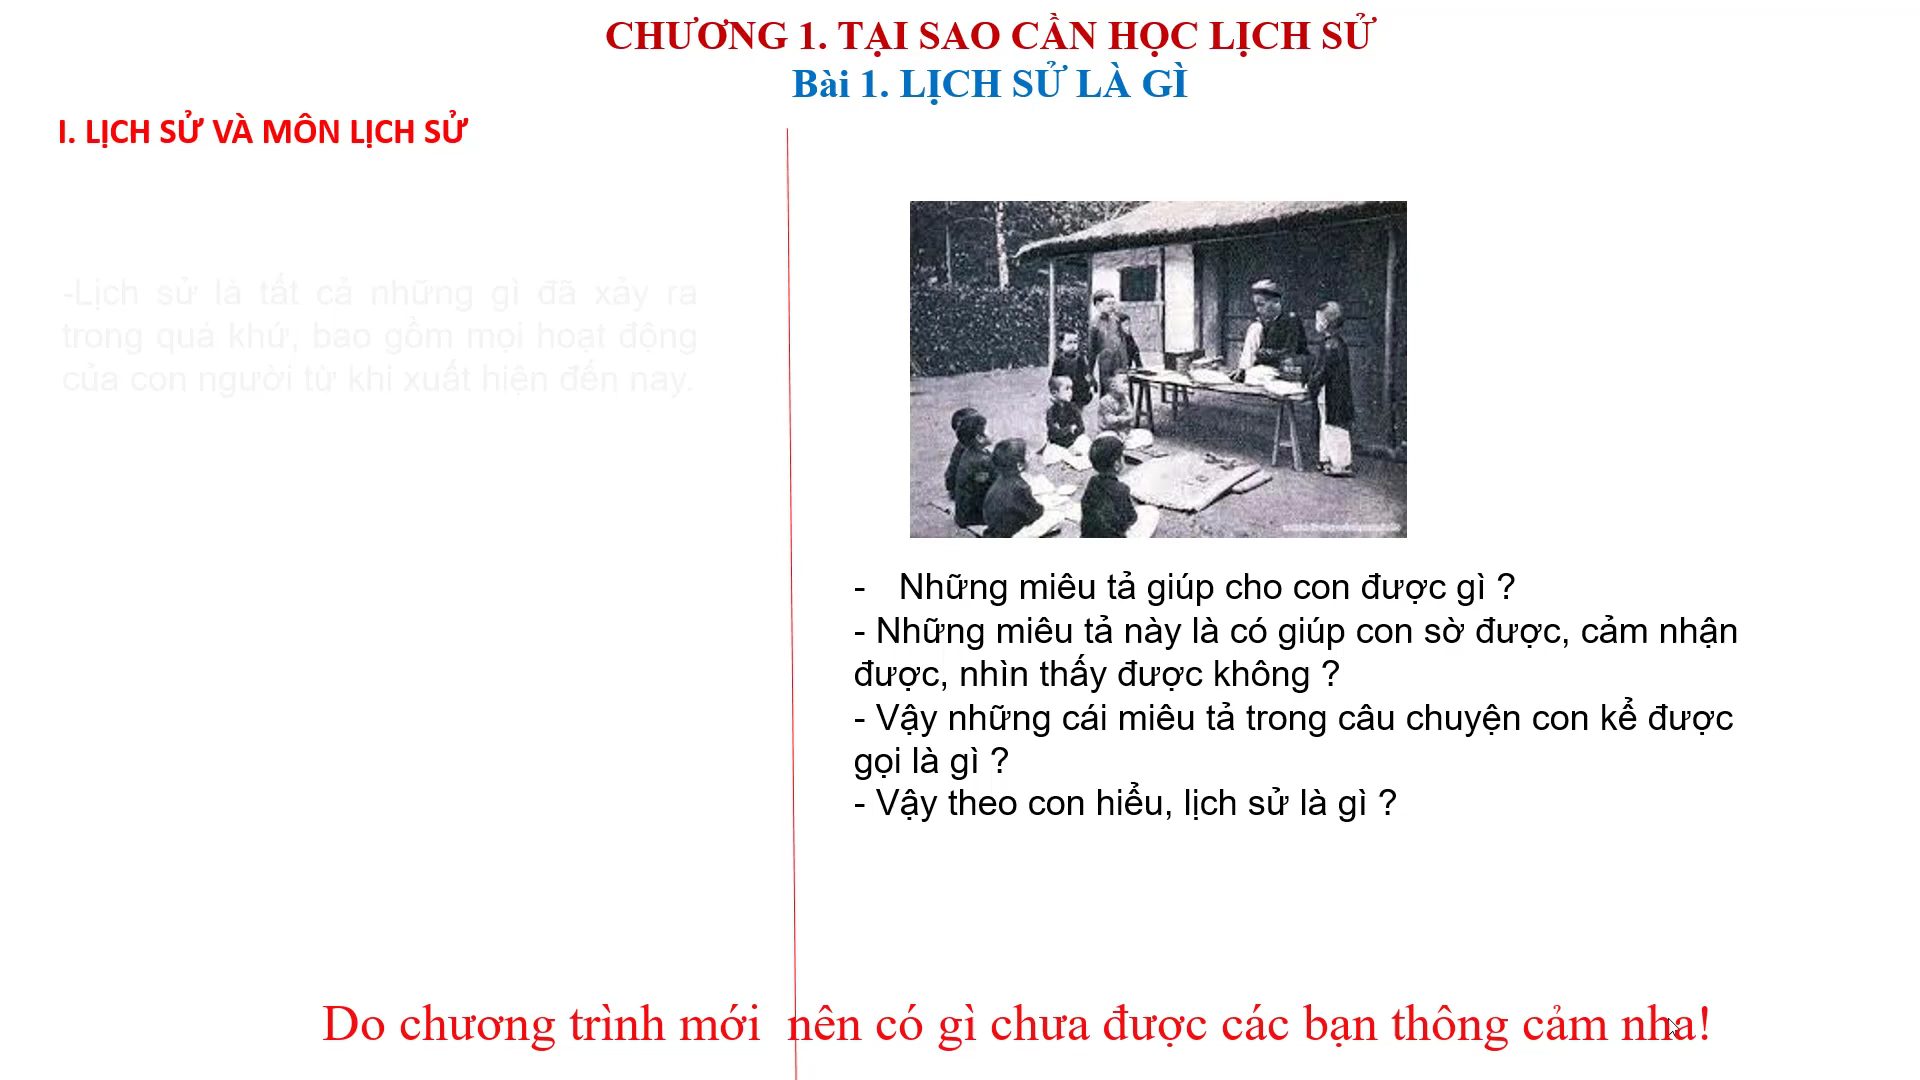 CHƯƠNG 1. TẠI SAO CẦN HỌC LỊCH SỬ
Bài 1. LỊCH SỬ LÀ GÌ
I. LỊCH SỬ VÀ MÔN LỊCH SỬ
-Lịch sử là tất cả những gì đã xảy ra
trong quá khứ, bao gồm mọi hoạt động
của con người từ khi xuất hiện đến nay.
- Những miêu tả giúp cho con được gì ?
- Những miêu tả này là có giúp con sờ được, cảm nhận
được, nhìn thấy được không ?
- Vậy những cái miêu tả trong câu chuyện con kể được
gọi là gì ?
- Vậy theo con hiểu, lịch sử là gì ?
Do chương trình mới nên có gì chưa được các bạn thông cảm nha!